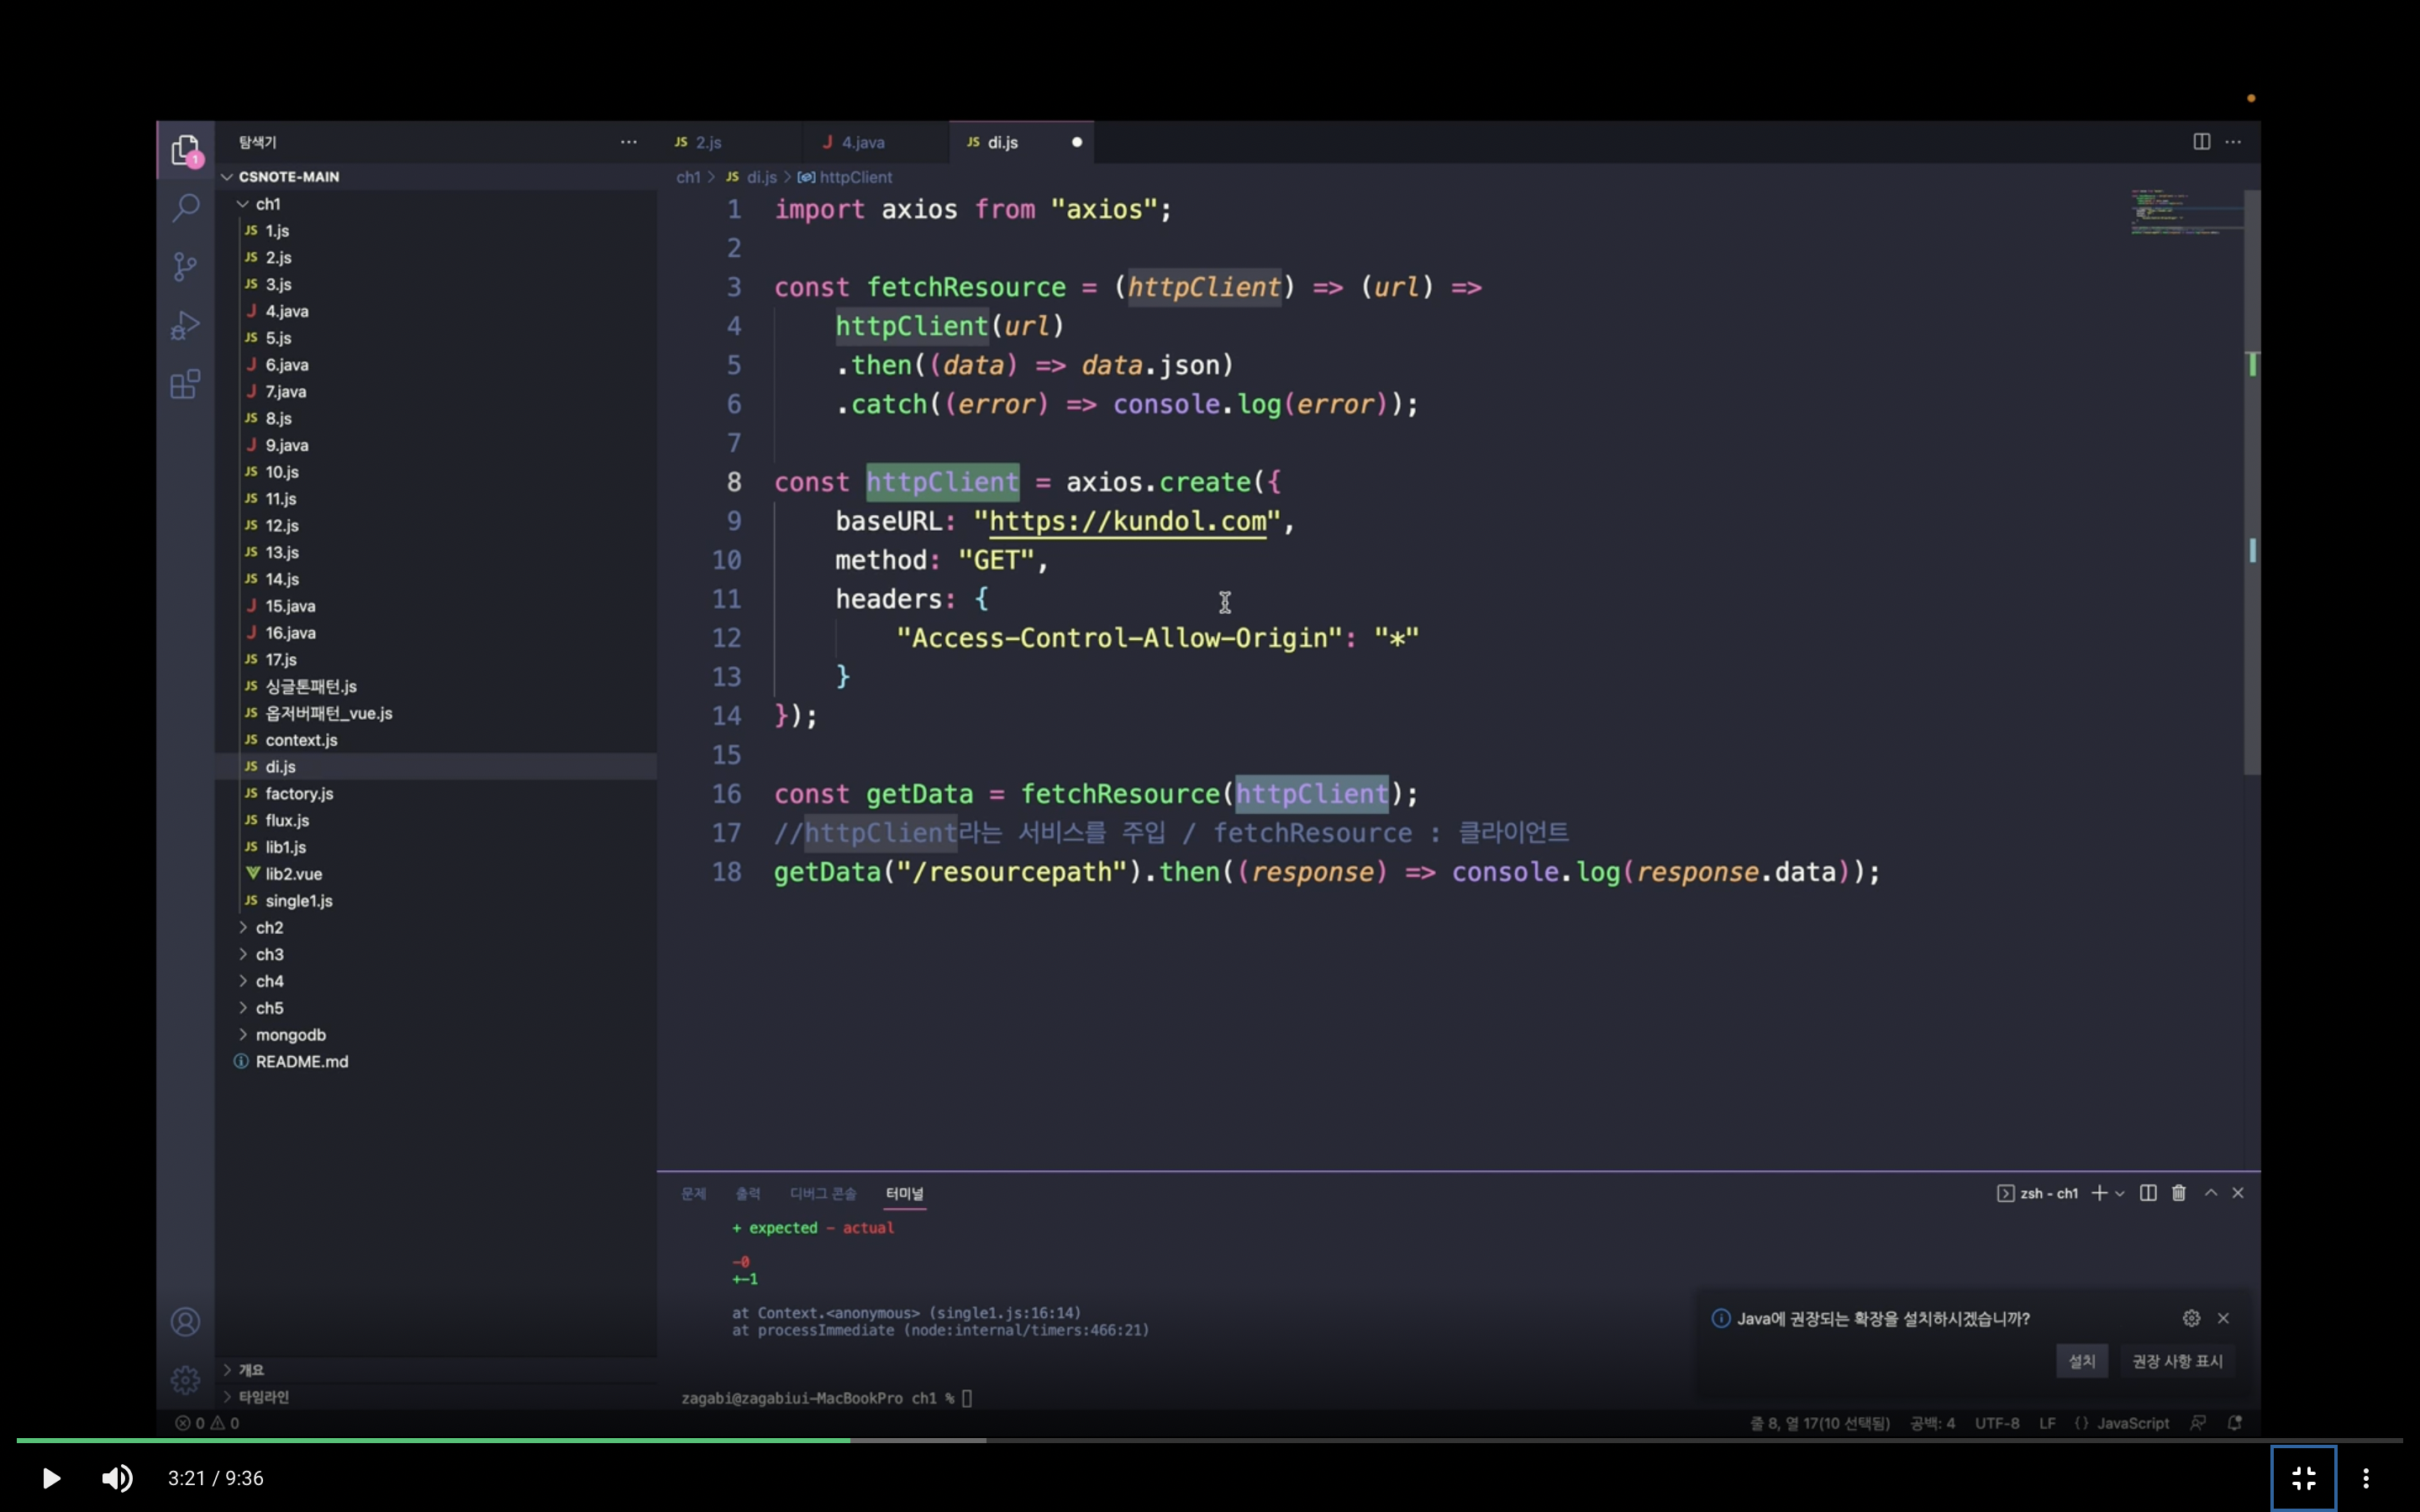 탐색기
2.js
4.java
di.js
CSNOTE-MAIN
ch1
1.js
2.js
3.js
4.java
5.js
6.java
7.java
8.js
9.java
10.js
11.js
12.js
13.js
14.js
15.java
16.java
17.js
싱글톤패턴.js
옵저버패턴_vue.js
context.js
di.js
factory.js
flux.js
lib1.js
lib2.vue
single1.js
ch2
ch3
ch4
ch5
mongodb
README.md
개요
타임라인
ch1 > JS di.js > httpClient
1 import axios from "axios";
2
3 const fetchResource = (httpClient) => (url) =>
4 httpClient(url)
5 .then((data) => data.json)
6 .catch((error) => console.log(error));
7
8 const httpClient = axios.create({
9 baseURL: "https://kundol.com",
10 method: "GET",
11 headers: {
12 "Access-Control-Allow-Origin": "*"
13 }
14 });
15
16 const getData = fetchResource(httpClient);
17 //httpClient라는 서비스를 주입 / fetchResource : 클라이언트
18 getData("/resourcepath").then((response) => console.log(response.data));
문제 출력 디버그 콘솔 터미널
zsh - ch1
+ expected - actual
-0
+-1
at Context.<anonymous> (single1.js:16:14)
at processImmediate (node:internal/timers:466:21)
zagabi@zagabiui-MacBookPro ch1 %
Java에 권장되는 확장을 설치하시겠습니까?
설치 권장 사항 표시
0 0
줄 8, 열 17(10 선택됨) 공백: 4 UTF-8 LF {} JavaScript
3:21 / 9:36